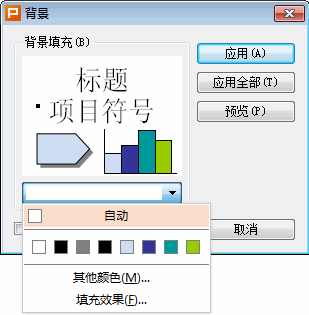 背景
背景填充(B)
标题
项目符号
应用(A)
应用全部(T)
预览(P)
自动
取消
其他颜色(M)...
填充效果(F)...